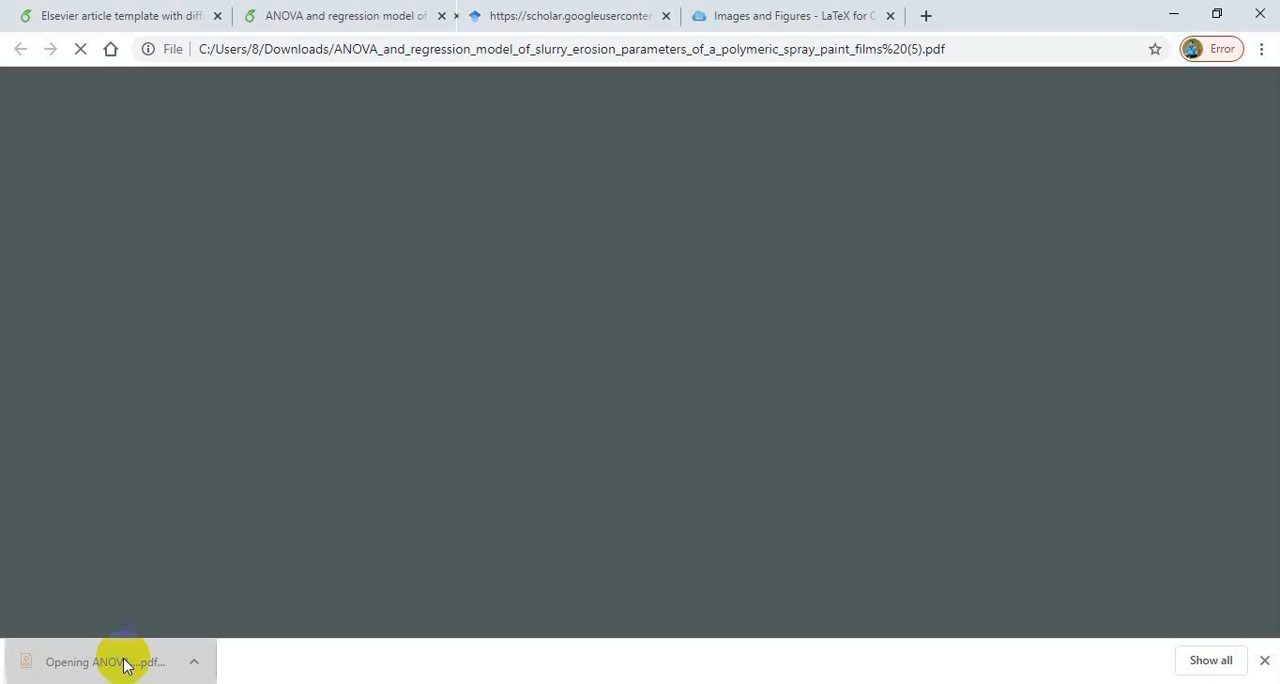 Elsevier article template with diff
ANOVA and regression model of
https://scholar.googleuserconter
Images and Figures - LaTeX for C
File
C:/Users/8/Downloads/ANOVA_and_regression_model_of_slurry_erosion_parameters_of_a_polymeric_spray_paint_films%20(5).pdf
Error
Opening ANOV...pdf...
Show all